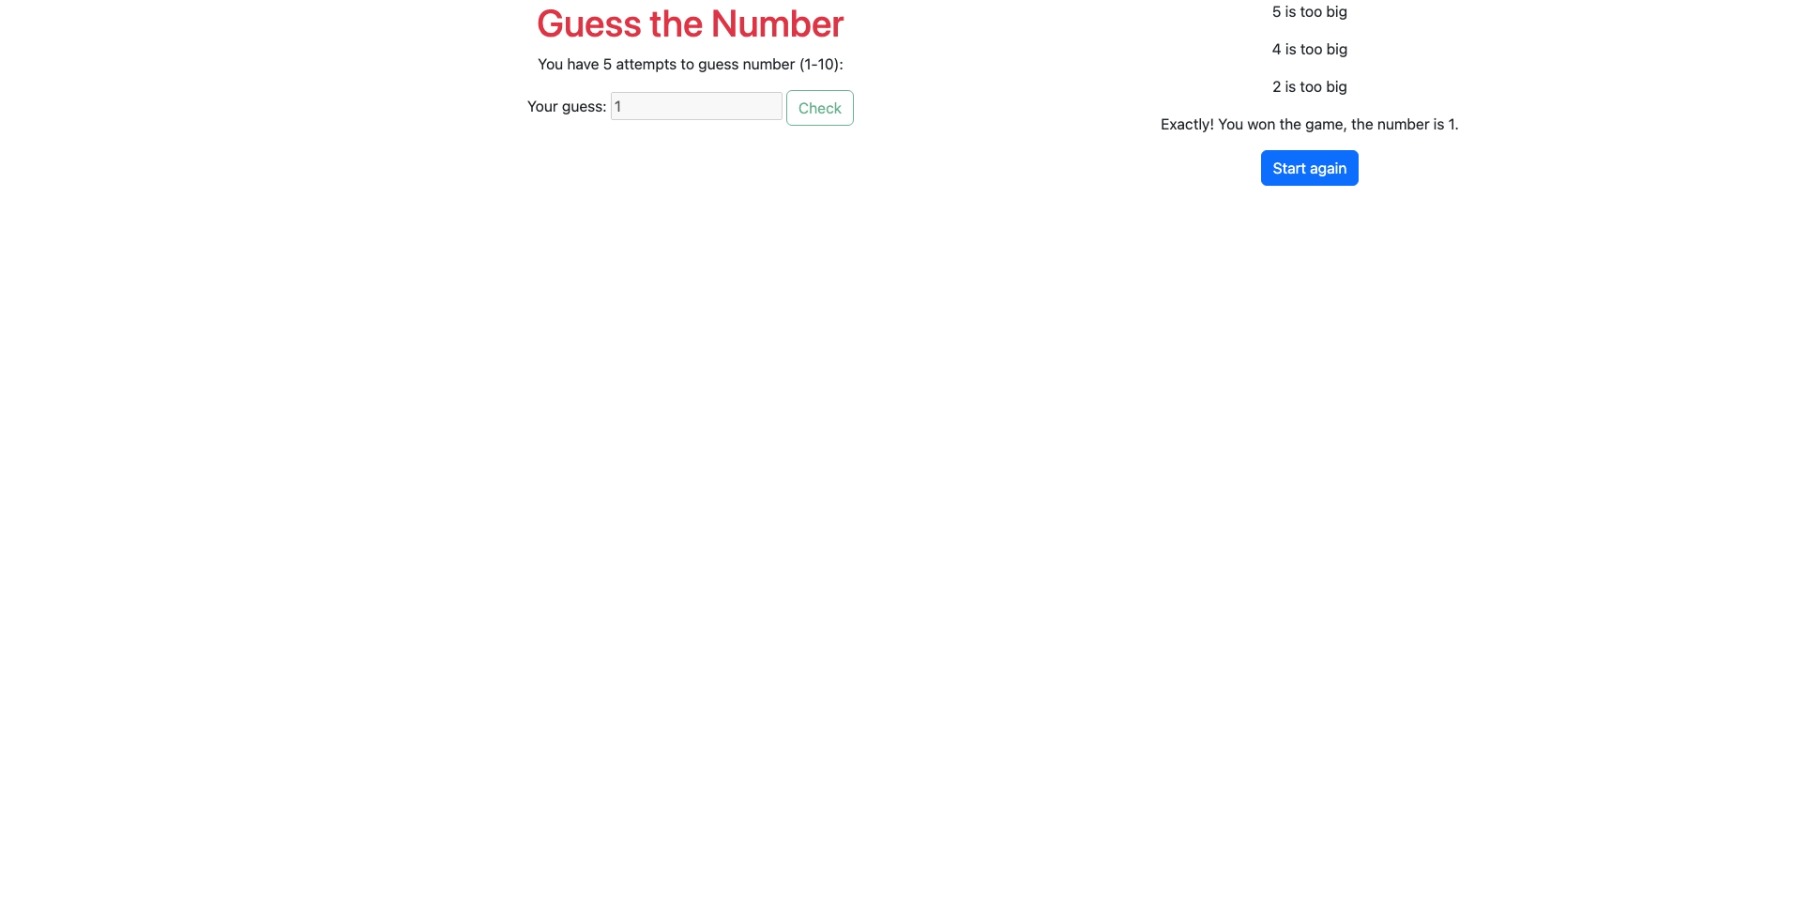 Guess the Number
You have 5 attempts to guess number (1-10):
Your guess: 1 Check
5 is too big
4 is too big
2 is too big
Exactly! You won the game, the number is 1.
Start again